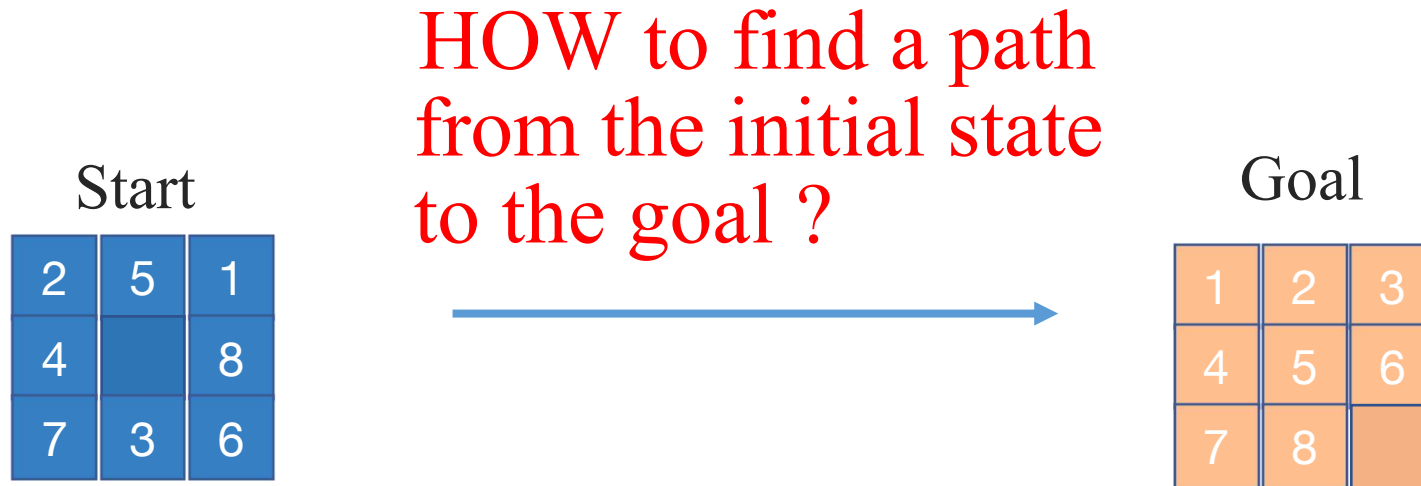 HOW to find a path
from the initial state
to the goal ?
Start
Goal
2 5 1
4 8
7 3 6
1 2 3
4 5 6
7 8